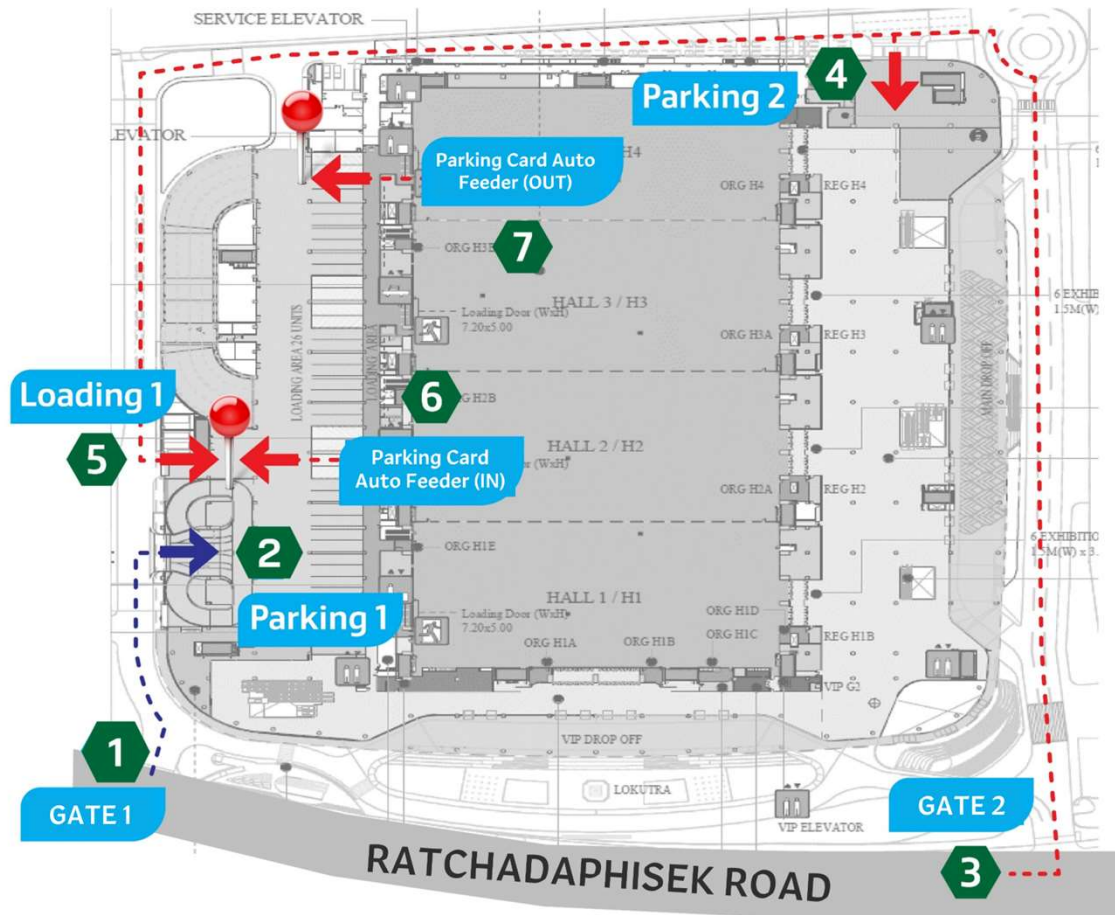 SERVICE ELEVATOR
4
Parking 2
ELEVATOR
Parking Card Auto
Feeder (OUT)
H4
ORG H4
REG H4
7
HALL 3 / H3
Loading Door (WxH)
7.20x5.00
LOADING AREA 26 UNITS
LOADING AREA
ORG H3A
REG H3
MAIN DROP OFF
Loading 1
6
5
HALL 2 / H2
Parking Card
Auto Feeder (IN)
ORG H2A
REG H2
2
ORG H1E
Parking 1
HALL 1 / H1
Loading Door (WxH)
7.20x5.00
ORG H1D
ORG H1A
ORG H1B
ORG H1C
REG H1B
VIP G2
1
VIP DROP OFF
GATE 1
LOKUTRA
GATE 2
VIP ELEVATOR
RATCHADAPHISEK ROAD
3